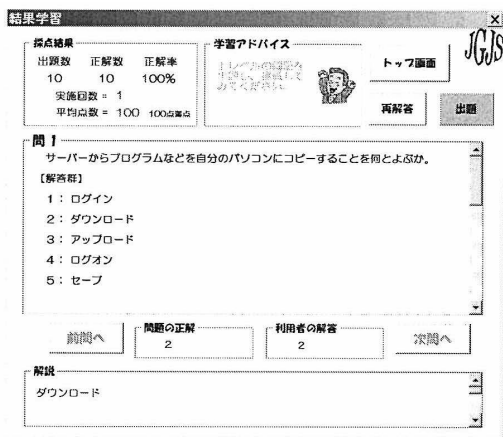 結果学習
JGJS
採点結果
出題数 正解数 正解率
10 10 100%
実施回数 = 1
平均点数 = 100 100点満点
学習アドバイス
みてください。
トップ画面
再解答
出題
問 1
サーバーからプログラムなどを自分のパソコンにコピーすることを何とよぶか。
【解答群】
1 : ログイン
2 : ダウンロード
3 : アップロード
4 : ログオン
5 : セーブ
前問へ
問題の正解
2
利用者の解答
2
次問へ
解説
ダウンロード